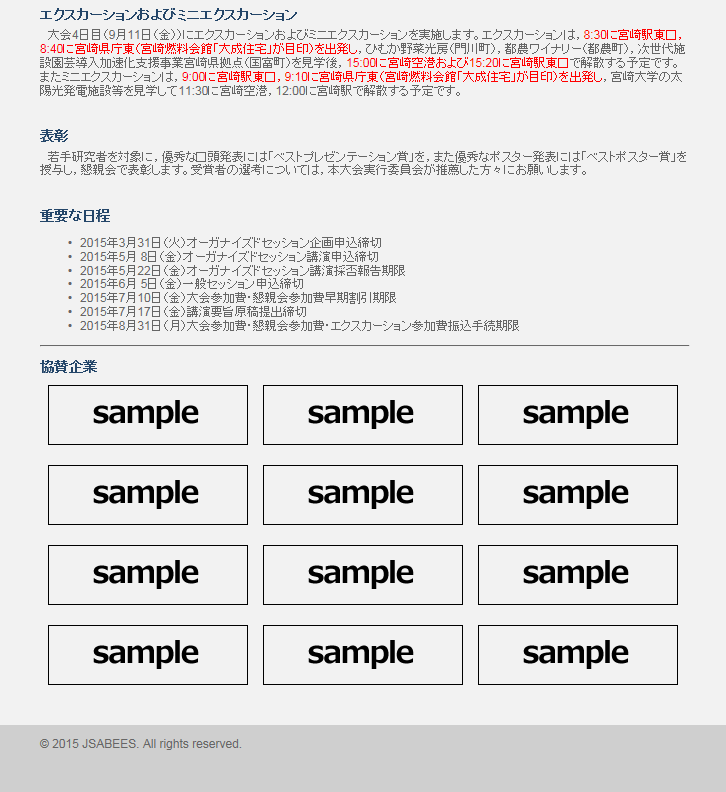 エクスカーションおよびミニエクスカーション
大会4日目（9月11日（金））にエクスカーションおよびミニエクスカーションを実施します。エクスカーションは，8:30に宮崎駅東口，
8:40に宮崎県庁東（宮崎燃料会館「大成住宅」が目印）を出発し，ひむか野菜光房（門川町），都農ワイナリー（都農町），次世代施
設園芸導入加速化支援事業宮崎県拠点（国富町）を見学後，15:00に宮崎空港および15:20に宮崎駅東口で解散する予定です。
またミニエクスカーションは，9:00に宮崎駅東口，9:10に宮崎県庁東（宮崎燃料会館「大成住宅」が目印）を出発し，宮崎大学の太
陽光発電施設等を見学して11:30に宮崎空港，12:00に宮崎駅で解散する予定です。
表彰
若手研究者を対象に，優秀な口頭発表には「ベストプレゼンテーション賞」を，また優秀なポスター発表には「ベストポスター賞」を
授与し，懇親会で表彰します。受賞者の選考については，本大会実行委員会が推薦した方々にお願いします。
重要な日程
• 2015年3月31日（火）オーガナイズドセッション企画申込締切
• 2015年5月 8日（金）オーガナイズドセッション講演申込締切
• 2015年5月22日（金）オーガナイズドセッション講演採否報告期限
• 2015年6月 5日（金）一般セッション申込締切
• 2015年7月10日（金）大会参加費・懇親会参加費早期割引期限
• 2015年7月17日（金）講演要旨原稿提出締切
• 2015年8月31日（月）大会参加費・懇親会参加費・エクスカーション参加費振込手続期限
協賛企業
sample sample sample
sample sample sample
sample sample sample
sample sample sample
© 2015 JSABEES. All rights reserved.